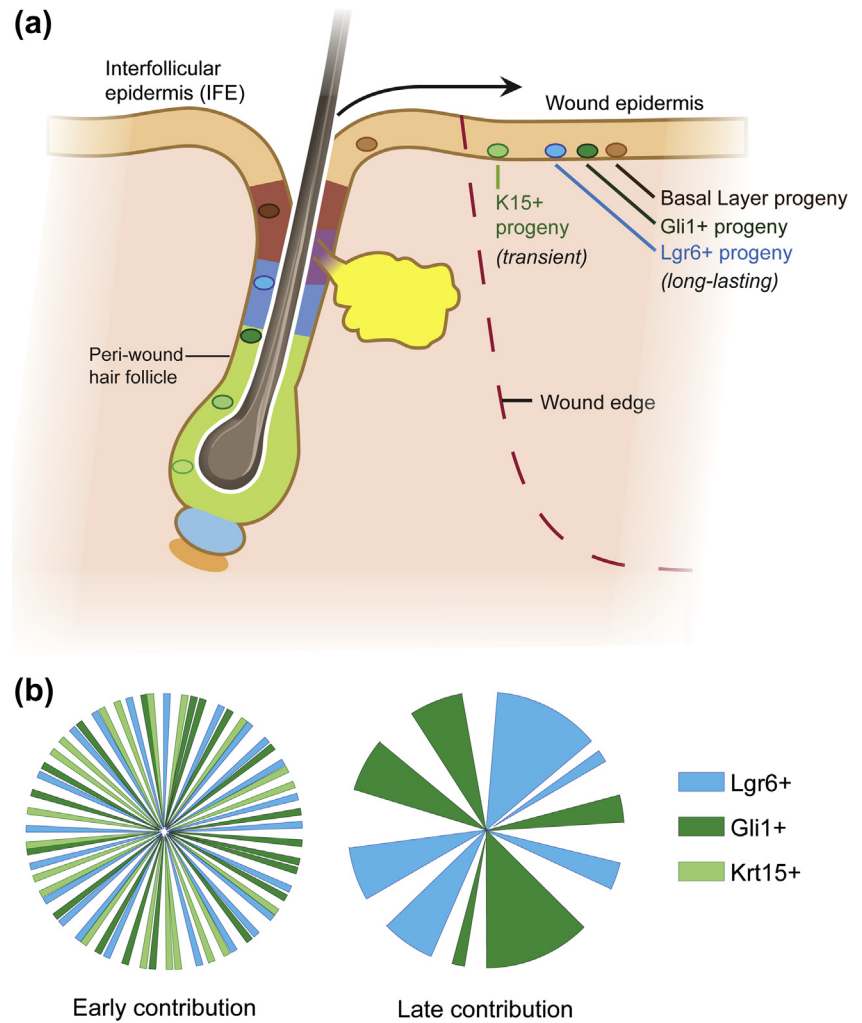 (a)
Interfollicular
epidermis (IFE)
Wound epidermis
K15+
progeny
(transient)
Basal Layer progeny
Gli1+ progeny
Lgr6+ progeny
(long-lasting)
Peri-wound
hair follicle
Wound edge
(b)
Lgr6+
Gli1+
Krt15+
Early contribution
Late contribution